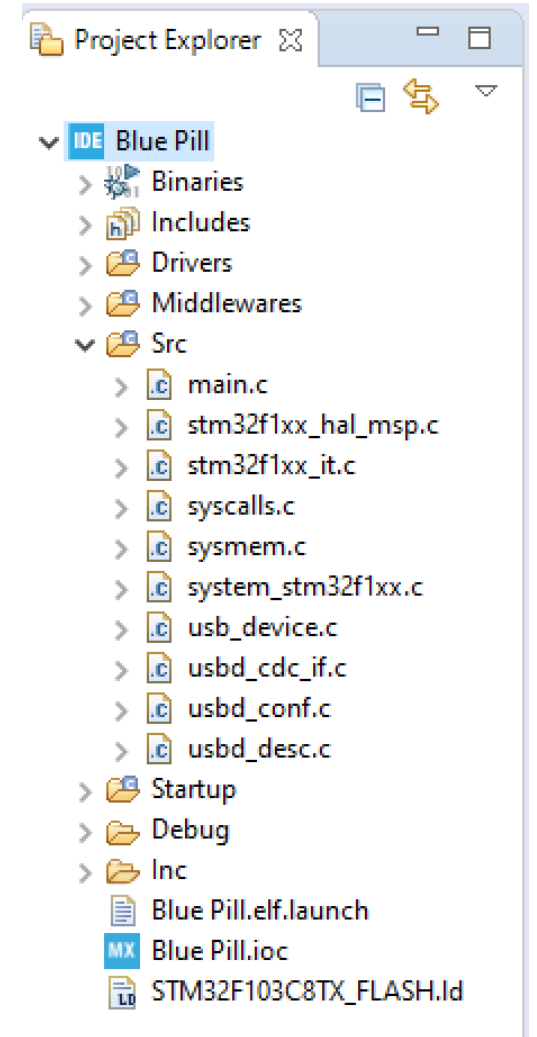 Project Explorer
IDE Blue Pill
Binaries
h Includes
Drivers
Middlewares
Src
.c main.c
.c stm32f1xx_hal_msp.c
.c stm32f1xx_it.c
.c syscalls.c
.c sysmem.c
.c system_stm32f1xx.c
.c usb_device.c
.c usbd_cdc_if.c
.c usbd_conf.c
.c usbd_desc.c
Startup
Debug
Inc
Blue Pill.elf.launch
MX Blue Pill.ioc
LD STM32F103C8TX_FLASH.ld